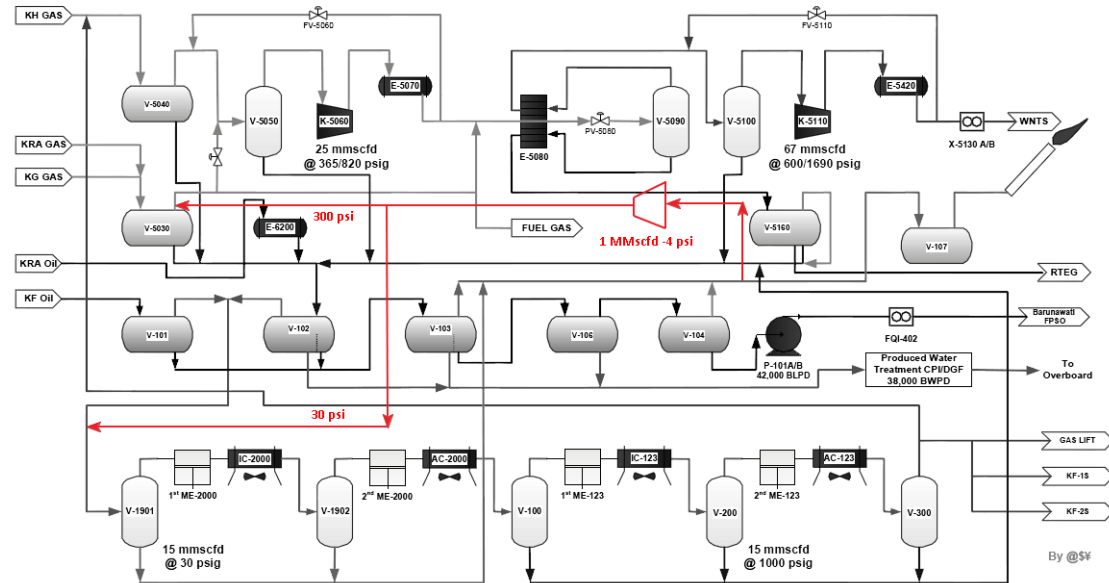 KH GAS
FV-5060
FV-5110
E-5070
E-5420
V-5040
V-5050
K-5060
PV-5080
V-5090
V-5100
K-5110
X-5130 A/B
WNTS
E-5080
25 mmscfd
@ 365/820 psig
67 mmscfd
@ 600/1690 psig
KRA GAS
KG GAS
V-5030
300 psi
E-6200
FUEL GAS
1 MMscfd -4 psi
V-5160
V-107
KRA Oil
RTEG
KF Oil
V-101
V-102
V-103
V-106
V-104
P-101A/B
42,000 BLPD
FQI-402
Barunawati
FPSO
Produced Water
Treatment CPI/DGF
38,000 BWPD
To
Overboard
30 psi
GAS LIFT
KF-1S
KF-2S
IC-2000
AC-2000
IC-123
AC-123
1st ME-2000
2nd ME-2000
1st ME-123
2nd ME-123
V-1901
V-1902
V-100
V-200
V-300
15 mmscfd
@ 30 psig
15 mmscfd
@ 1000 psig
By @$¥